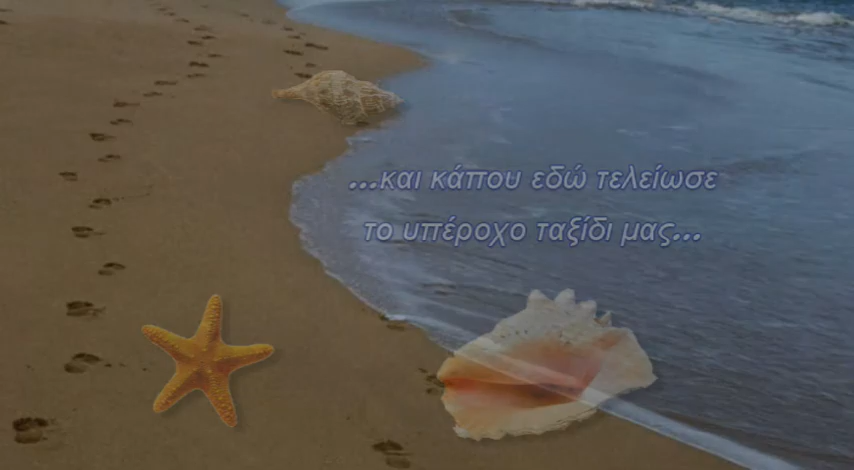 ...και κάπου εδώ τελείωσε
το υπέροχο ταξίδι μας...